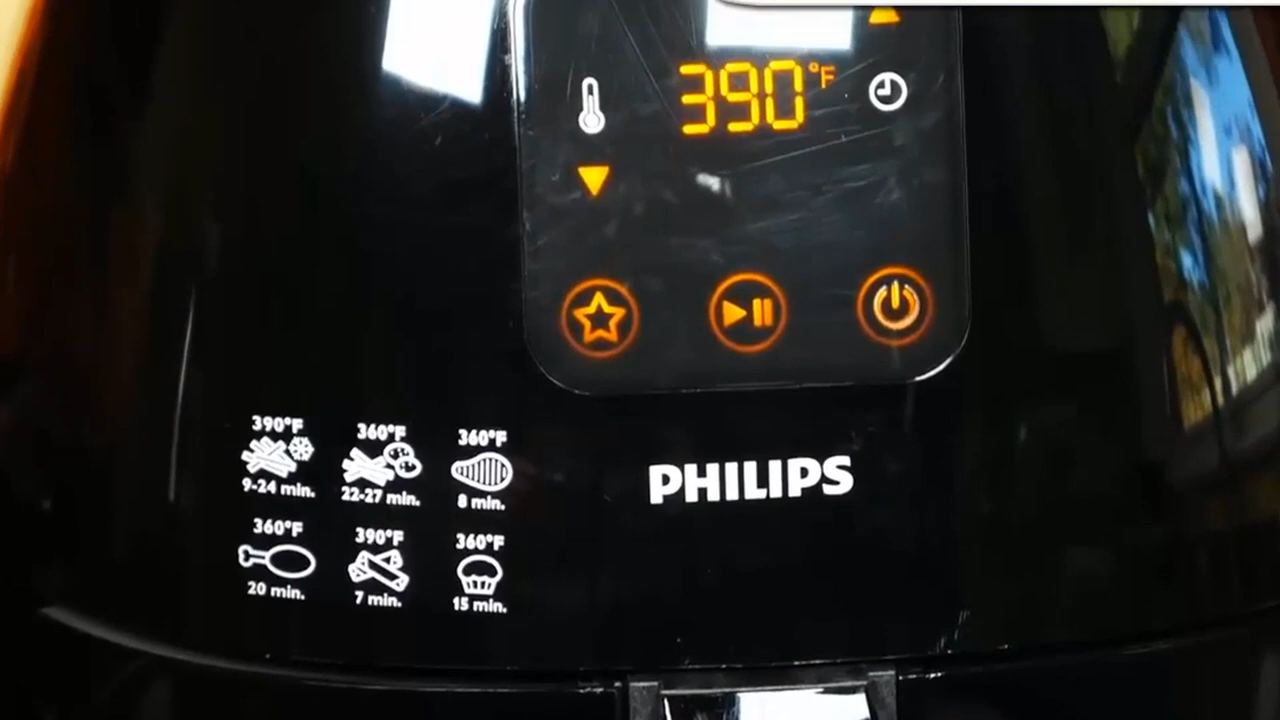 390°F
390°F 360°F 360°F
9-24 min. 22-27 min. 8 min.
360°F 390°F 360°F
20 min. 7 min. 15 min.
PHILIPS